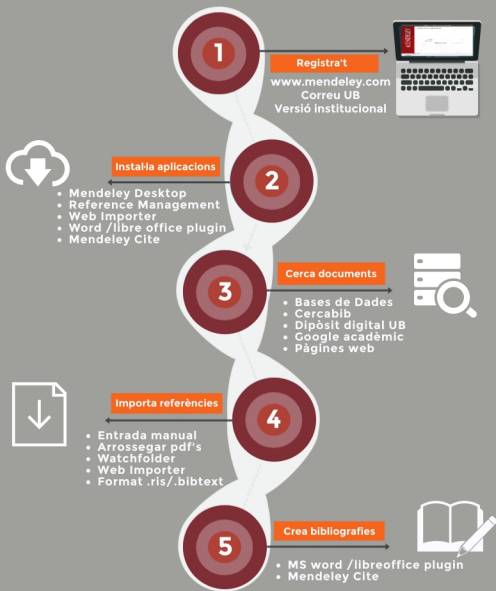 1
Registra't
www.mendeley.com
Correu UB
Versió institucional
MENDELEY
2
Instal·la aplicacions
• Mendeley Desktop
• Reference Management
• Web Importer
• Word /libre office plugin
• Mendeley Cite
3
Cerca documents
• Bases de Dades
• Cercabib
• Dipòsit digital UB
• Google acadèmic
• Pàgines web
4
Importa referències
• Entrada manual
• Arrossegar pdf's
• Watchfolder
• Web Importer
• Format .ris/.bibtext
5
Crea bibliografies
• MS word /libreoffice plugin
• Mendeley Cite